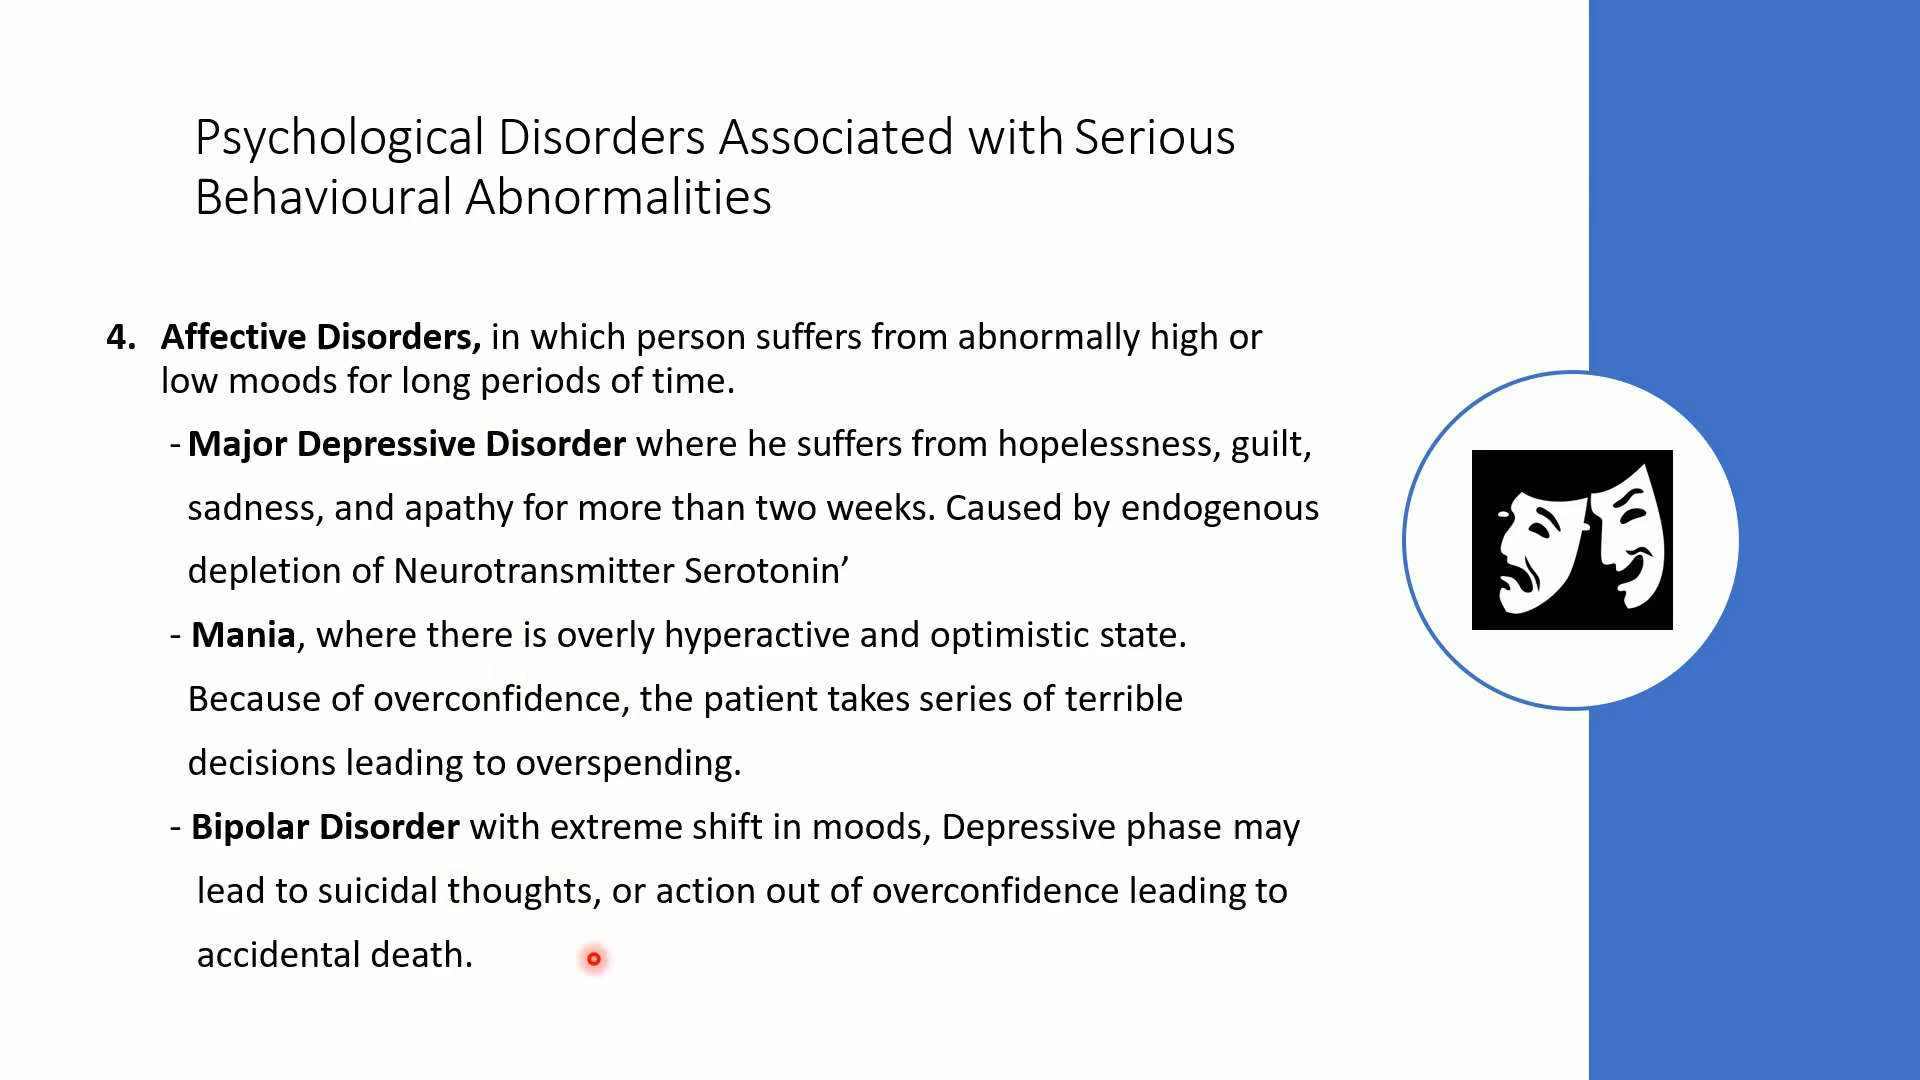 Psychological Disorders Associated with Serious
Behavioural Abnormalities
4. Affective Disorders, in which person suffers from abnormally high or
low moods for long periods of time.
- Major Depressive Disorder where he suffers from hopelessness, guilt,
sadness, and apathy for more than two weeks. Caused by endogenous
depletion of Neurotransmitter Serotonin’
- Mania, where there is overly hyperactive and optimistic state.
Because of overconfidence, the patient takes series of terrible
decisions leading to overspending.
- Bipolar Disorder with extreme shift in moods, Depressive phase may
lead to suicidal thoughts, or action out of overconfidence leading to
accidental death.